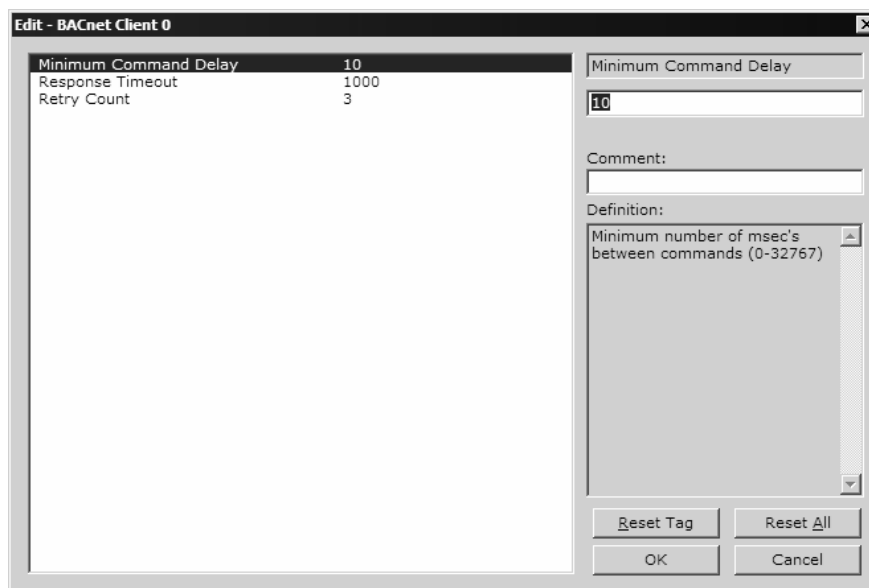 Edit - BACnet Client 0
Minimum Command Delay 10
Response Timeout 1000
Retry Count 3
Minimum Command Delay
10
Comment:
Definition:
Minimum number of msec's
between commands (0-32767)
Reset Tag Reset All
OK Cancel